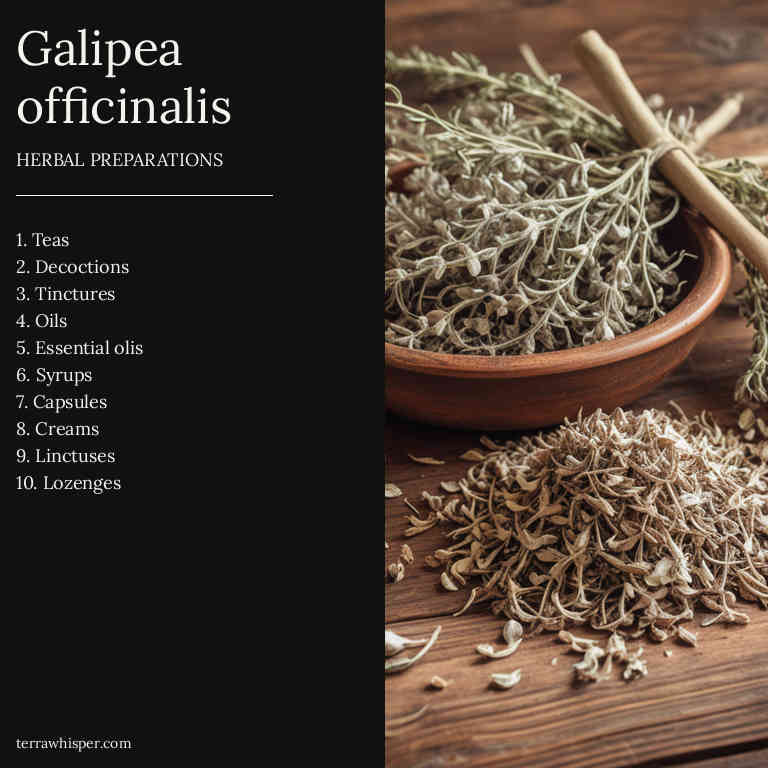 Galipea
officinalis
HERBAL PREPARATIONS
1. Teas
2. Decoctions
3. Tinctures
4. Oils
5. Essential olis
6. Syrups
7. Capsules
8. Creams
9. Linctuses
10. Lozenges
terrawhisper.com